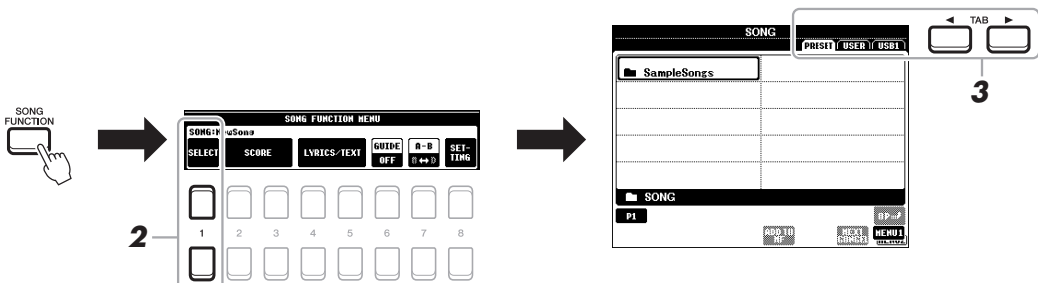 SONG
FUNCTION
SONG FUNCTION MENU
SONG:NewSong
SELECT
SCORE
LYRICS/TEXT
GUIDE
OFF
A-B
SET-
TING
1 2 3 4 5 6 7 8
2
SONG
PRESET USER USB1
SampleSongs
SONG
P1
ADD TO
MF
MENU1
◄ TAB ►
3